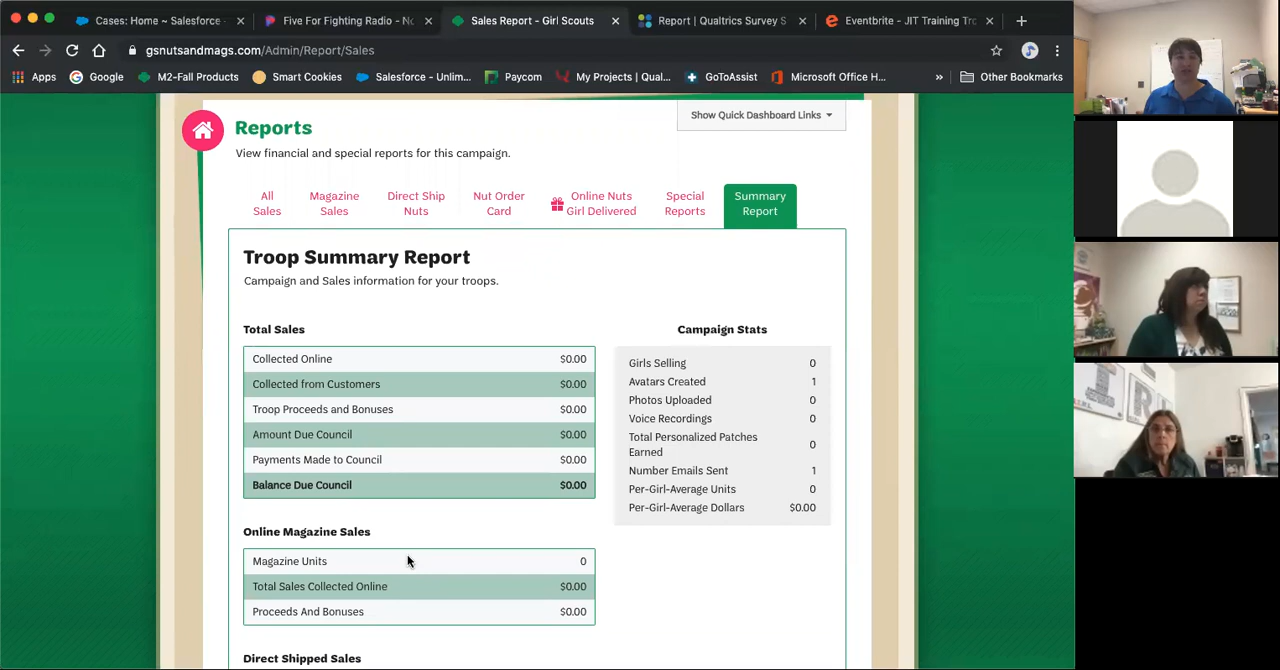 Cases: Home ~ Salesforce
Five For Fighting Radio - N
Sales Report - Girl Scouts
Report | Qualtrics Survey S
Eventbrite - JIT Training Tr
gsnutsandmags.com/Admin/Report/Sales
Apps
Google
M2-Fall Products
Smart Cookies
Salesforce - Unlim...
Paycom
My Projects | Qual...
GoToAssist
Microsoft Office H...
»
Other Bookmarks
Reports
Show Quick Dashboard Links
View financial and special reports for this campaign.
All Sales
Magazine Sales
Direct Ship Nuts
Nut Order Card
Online Nuts Girl Delivered
Special Reports
Summary Report
Troop Summary Report
Campaign and Sales information for your troops.
Total Sales
Collected Online $0.00
Collected from Customers $0.00
Troop Proceeds and Bonuses $0.00
Amount Due Council $0.00
Payments Made to Council $0.00
Balance Due Council $0.00
Campaign Stats
Girls Selling 0
Avatars Created 1
Photos Uploaded 0
Voice Recordings 0
Total Personalized Patches Earned 0
Number Emails Sent 1
Per-Girl-Average Units 0
Per-Girl-Average Dollars $0.00
Online Magazine Sales
Magazine Units 0
Total Sales Collected Online $0.00
Proceeds And Bonuses $0.00
Direct Shipped Sales